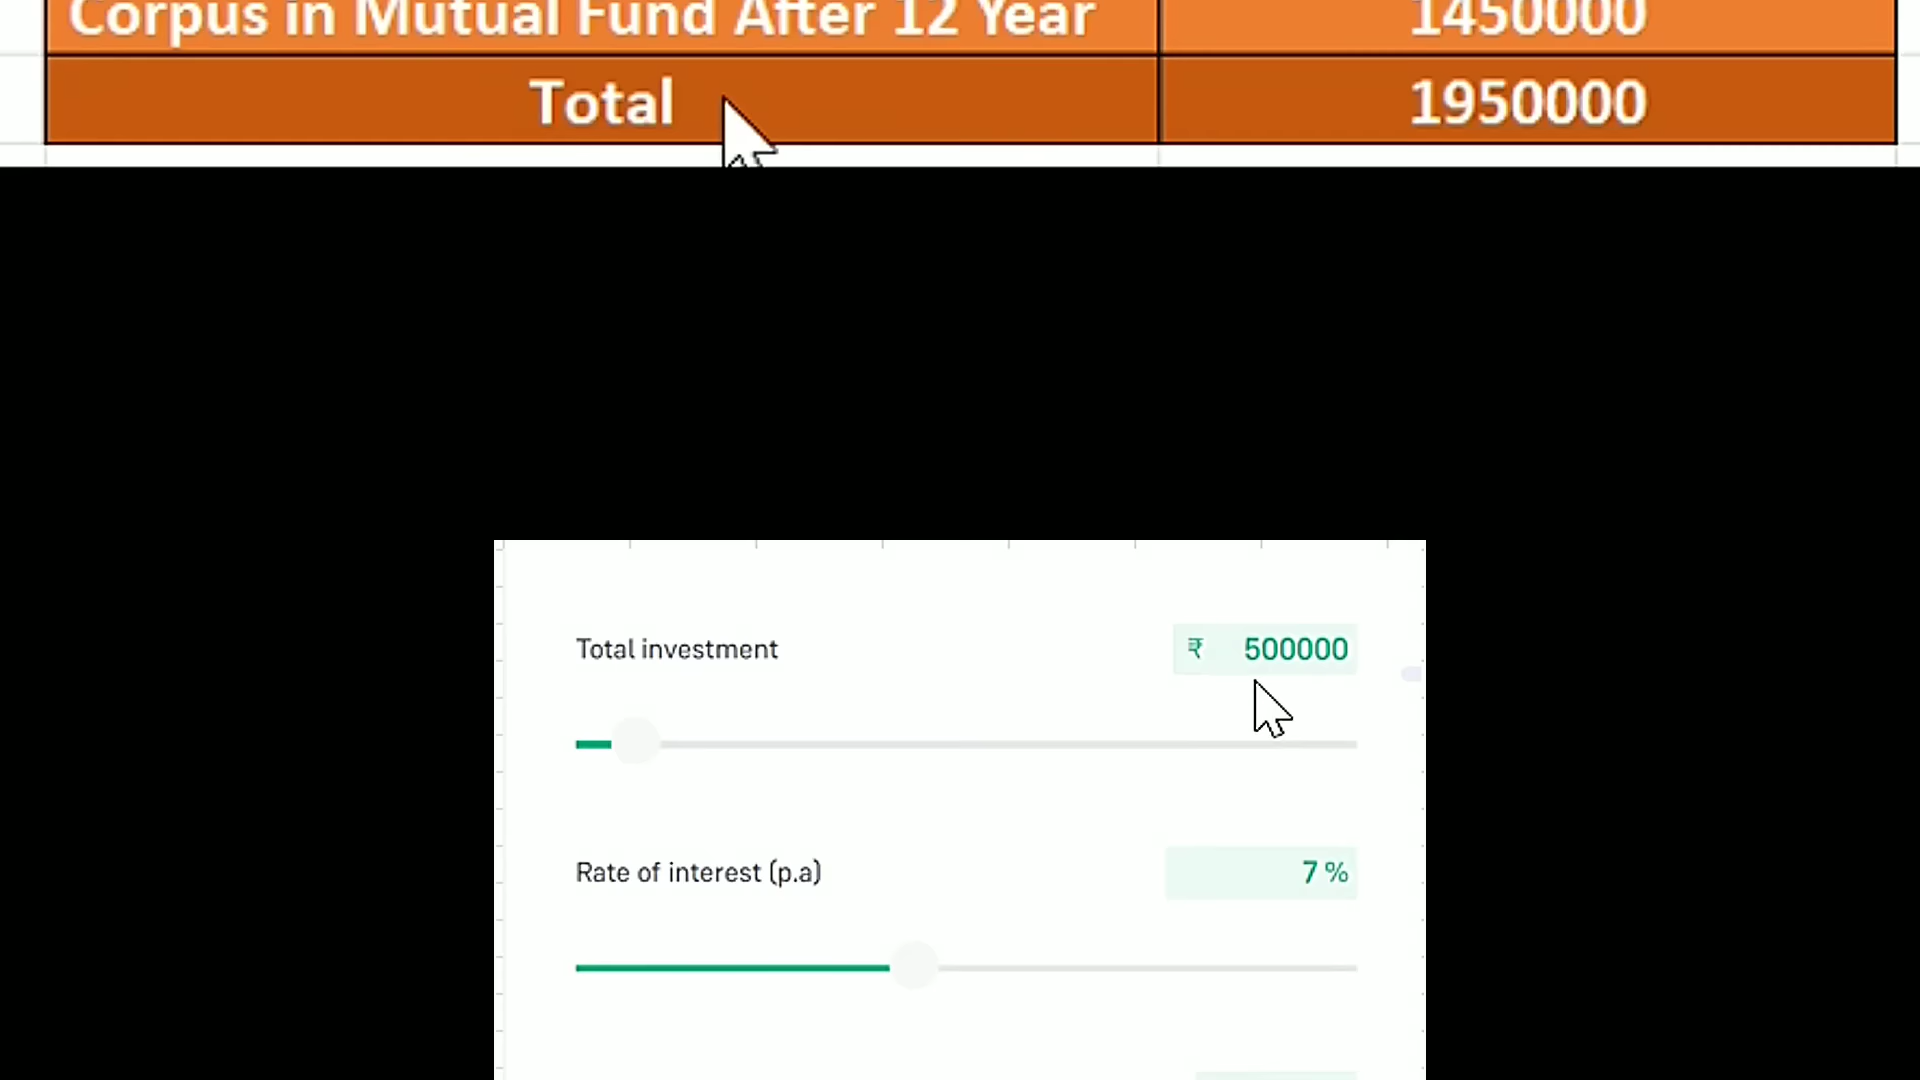 Corpus in Mutual Fund After 12 Year 1450000
Total 1950000
Total investment ₹ 500000
Rate of interest (p.a) 7 %